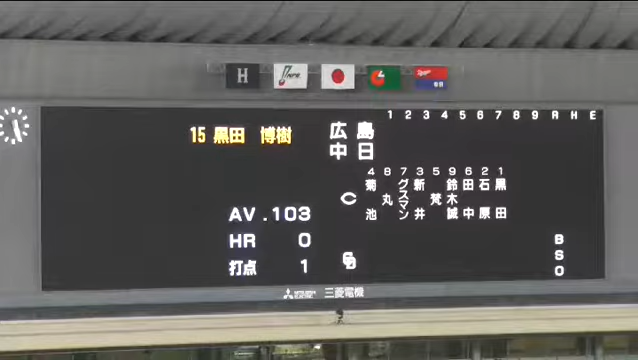 H
15 黒田 博樹
AV .103
HR 0
打点 1
1 2 3 4 5 6 7 8 9 R H E
広島
中日
C
4 8 7 3 5 9 6 2 1
菊池 丸 グスマン 新井 梵 鈴木誠 田中 石原 黒田
B
S
O
三菱電機